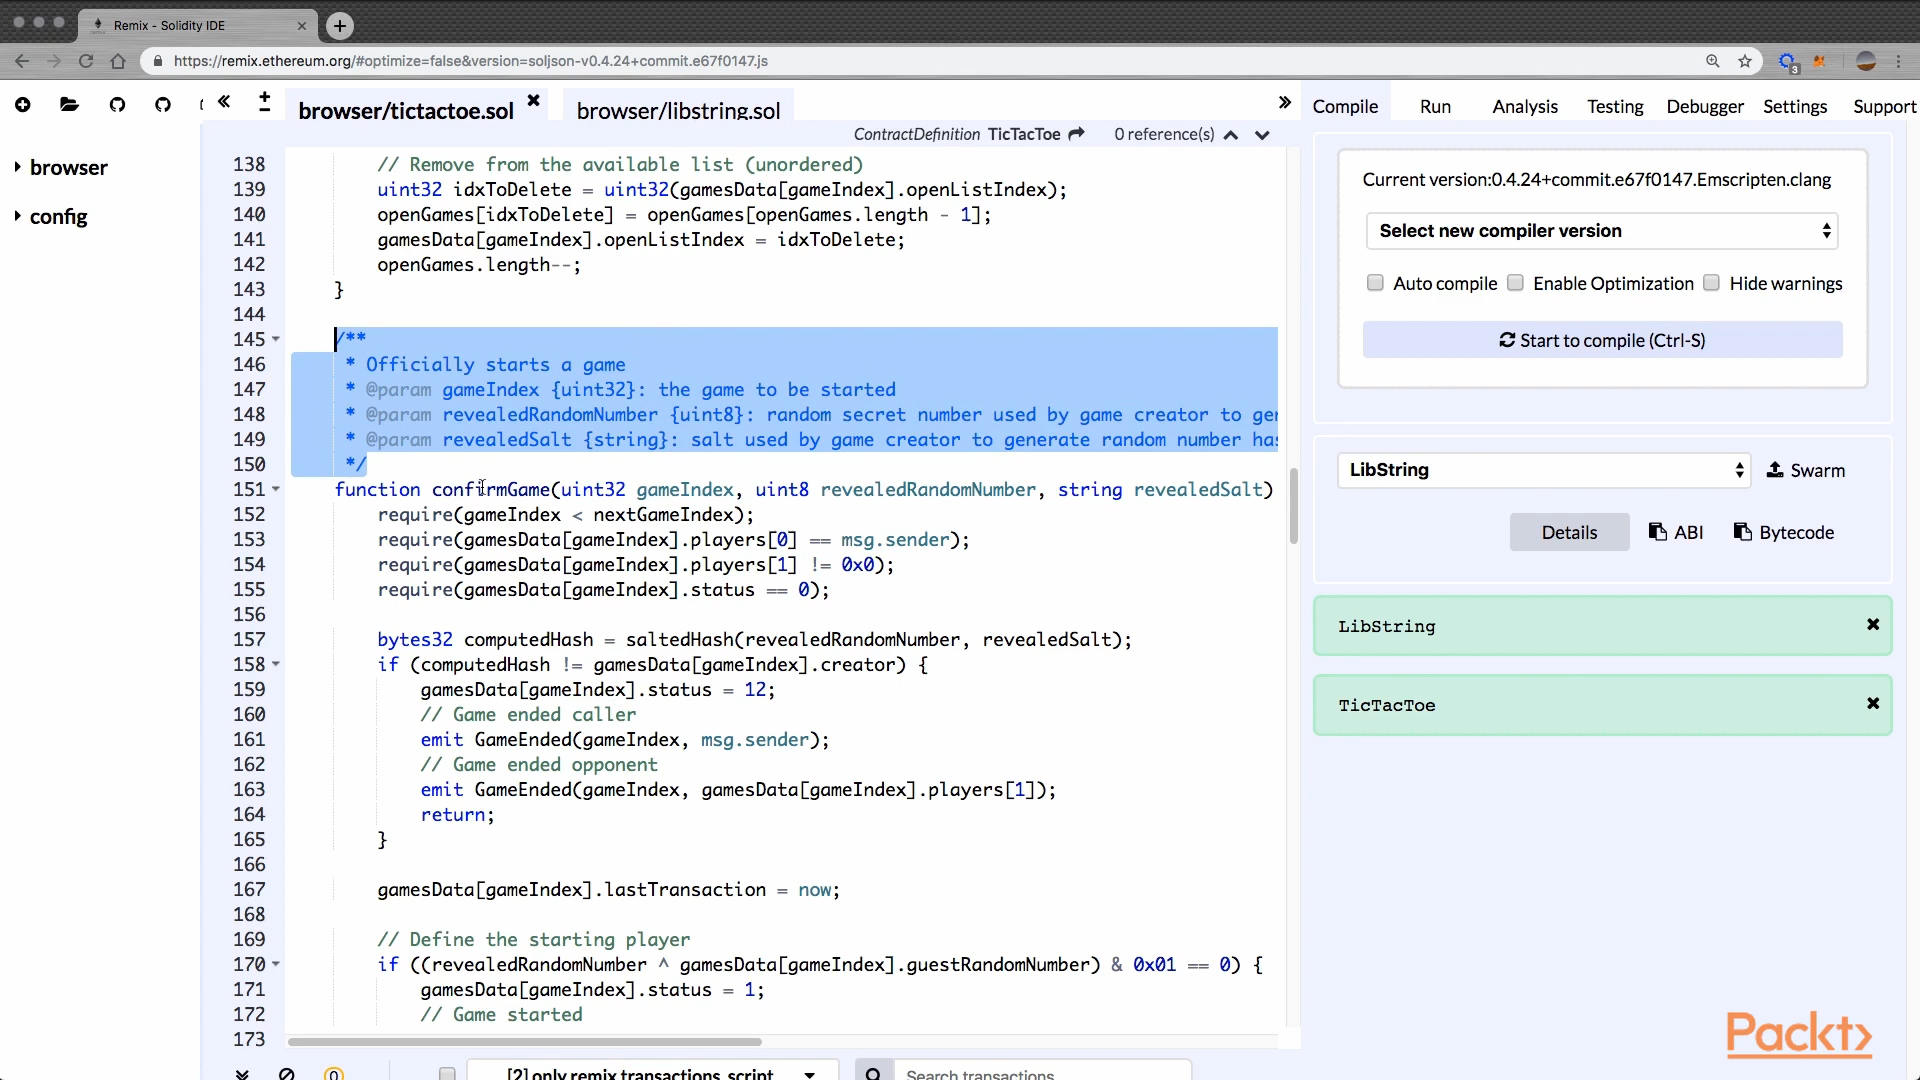 Remix - Solidity IDE
https://remix.ethereum.org/#optimize=false&version=soljson-v0.4.24+commit.e67f0147.js
3
browser/tictactoe.sol
browser/libstring.sol
Compile
Run
Analysis
Testing
Debugger
Settings
Support
ContractDefinition TicTacToe
0 reference(s)
browser
config
138 // Remove from the available list (unordered)
139 uint32 idxToDelete = uint32(gamesData[gameIndex].openListIndex);
140 openGames[idxToDelete] = openGames[openGames.length - 1];
141 gamesData[gameIndex].openListIndex = idxToDelete;
142 openGames.length--;
143 }
144
145 /**
146 * Officially starts a game
147 * @param gameIndex {uint32}: the game to be started
148 * @param revealedRandomNumber {uint8}: random secret number used by game creator to
149 * @param revealedSalt {string}: salt used by game creator to generate random number
150 */
151 function confirmGame(uint32 gameIndex, uint8 revealedRandomNumber, string revealedSalt)
152 require(gameIndex < nextGameIndex);
153 require(gamesData[gameIndex].players[0] == msg.sender);
154 require(gamesData[gameIndex].players[1] != 0x0);
155 require(gamesData[gameIndex].status == 0);
156
157 bytes32 computedHash = saltedHash(revealedRandomNumber, revealedSalt);
158 if (computedHash != gamesData[gameIndex].creator) {
159 gamesData[gameIndex].status = 12;
160 // Game ended caller
161 emit GameEnded(gameIndex, msg.sender);
162 // Game ended opponent
163 emit GameEnded(gameIndex, gamesData[gameIndex].players[1]);
164 return;
165 }
166
167 gamesData[gameIndex].lastTransaction = now;
168
169 // Define the starting player
170 if ((revealedRandomNumber ^ gamesData[gameIndex].guestRandomNumber) & 0x01 == 0) {
171 gamesData[gameIndex].status = 1;
172 // Game started
173
Current version:0.4.24+commit.e67f0147.Emscripten.clang
Select new compiler version
Auto compile
Enable Optimization
Hide warnings
Start to compile (Ctrl-S)
LibString
Swarm
Details
ABI
Bytecode
LibString
TicTacToe
Packt
0
[2] only remix transactions, script
Search transactions